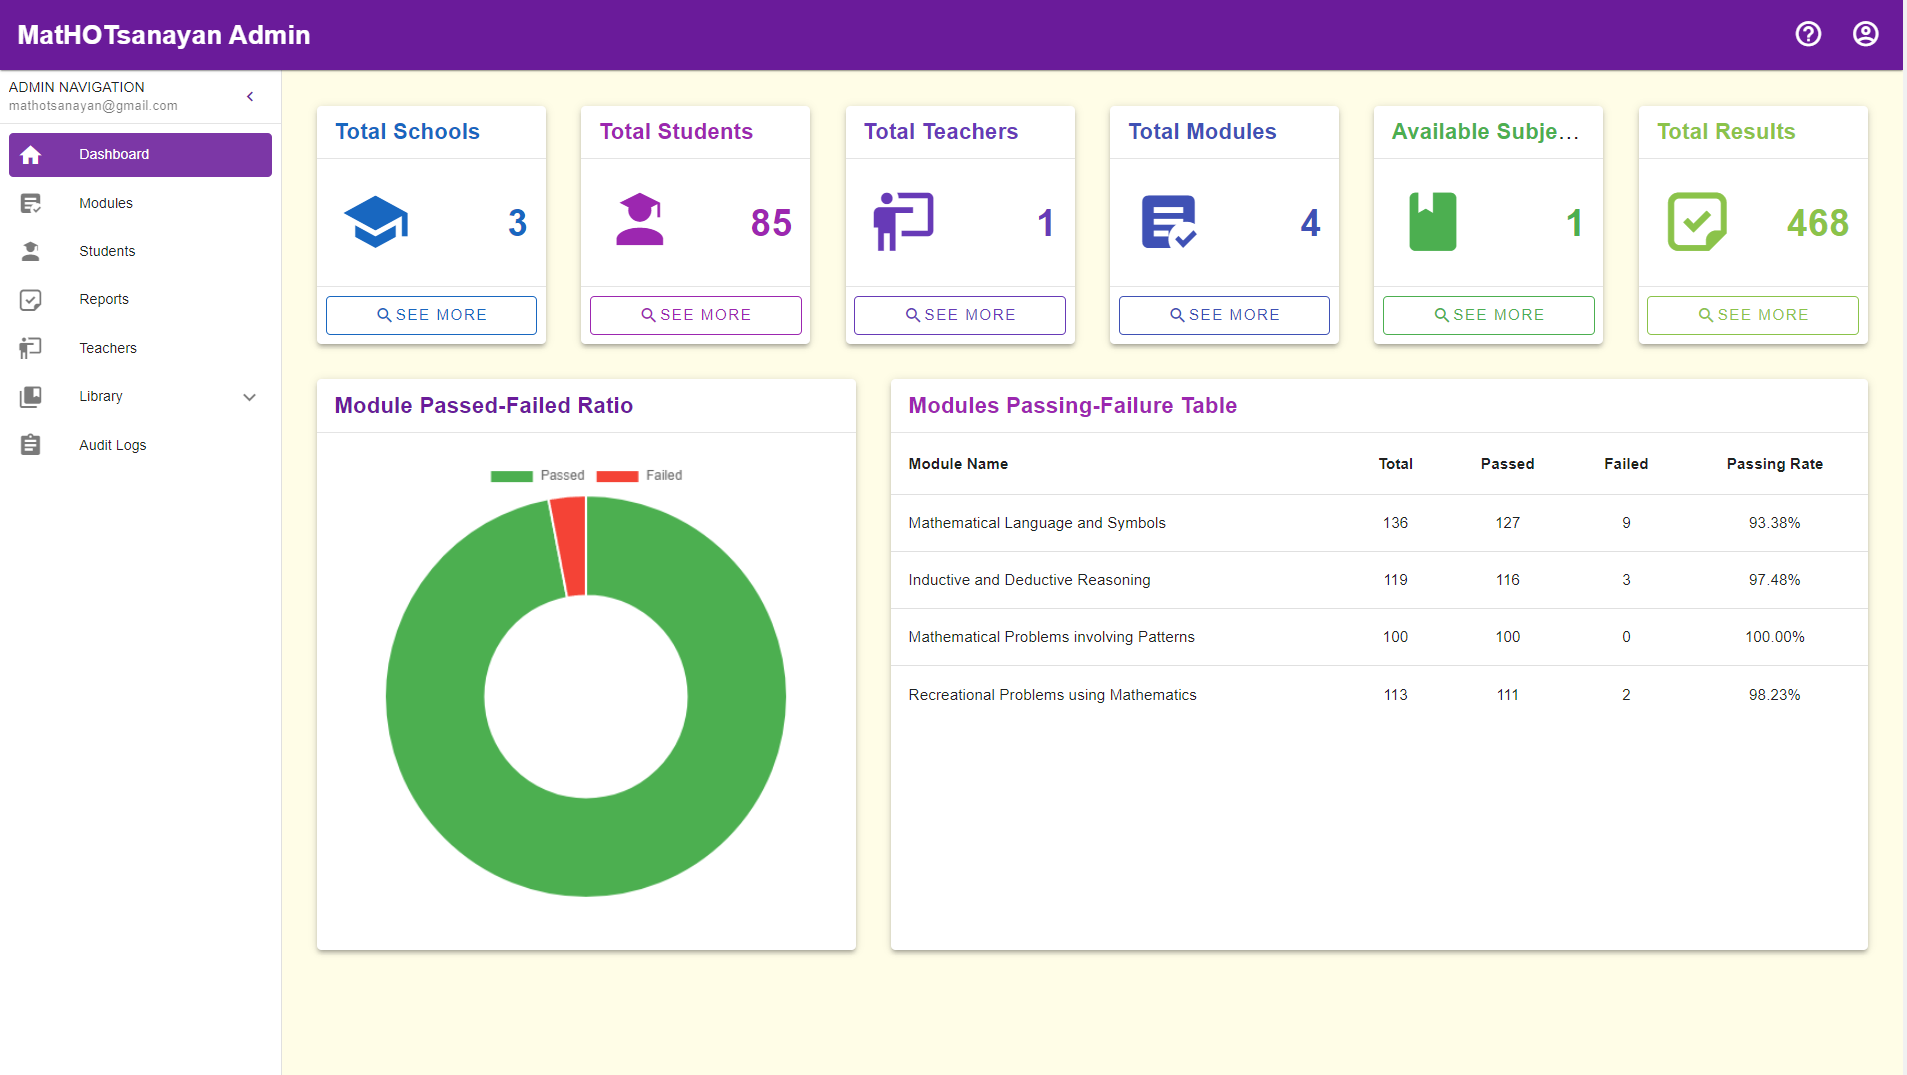 MatHOTsanayan Admin
ADMIN NAVIGATION
mathotsanayan@gmail.com
Dashboard
Modules
Students
Reports
Teachers
Library
Audit Logs
Total Schools
3
SEE MORE
Total Students
85
SEE MORE
Total Teachers
1
SEE MORE
Total Modules
4
SEE MORE
Available Subje...
1
SEE MORE
Total Results
468
SEE MORE
Module Passed-Failed Ratio
Passed Failed
Modules Passing-Failure Table
Module Name Total Passed Failed Passing Rate
Mathematical Language and Symbols 136 127 9 93.38%
Inductive and Deductive Reasoning 119 116 3 97.48%
Mathematical Problems involving Patterns 100 100 0 100.00%
Recreational Problems using Mathematics 113 111 2 98.23%